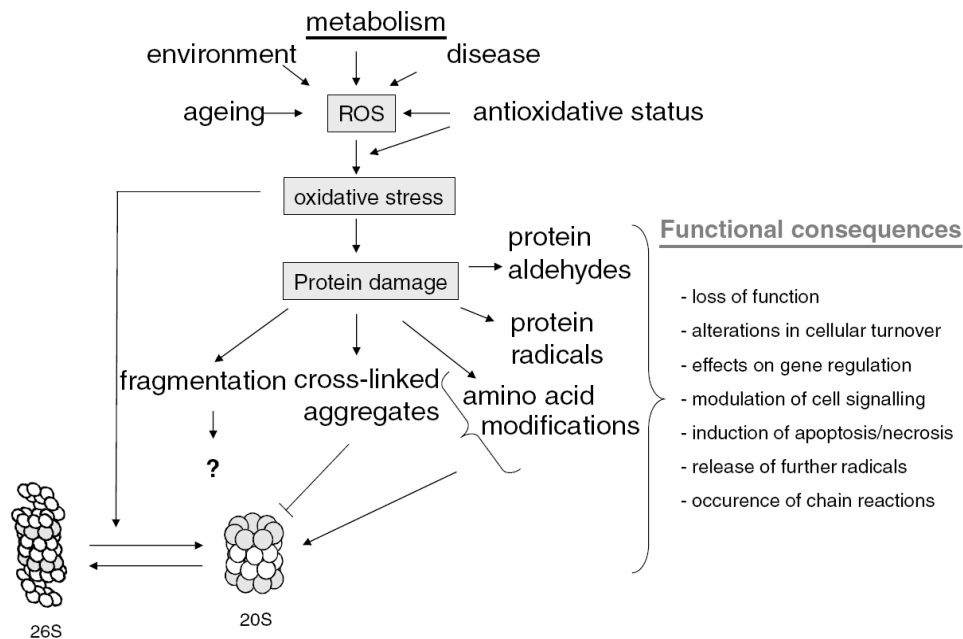 metabolism
environment
disease
ageing
ROS
antioxidative status
oxidative stress
Functional consequences
protein
aldehydes
Protein damage
- loss of function
protein
radicals
- alterations in cellular turnover
- effects on gene regulation
fragmentation
cross-linked
aggregates
amino acid
modifications
- modulation of cell signalling
- induction of apoptosis/necrosis
- release of further radicals
- occurence of chain reactions
?
26S
20S